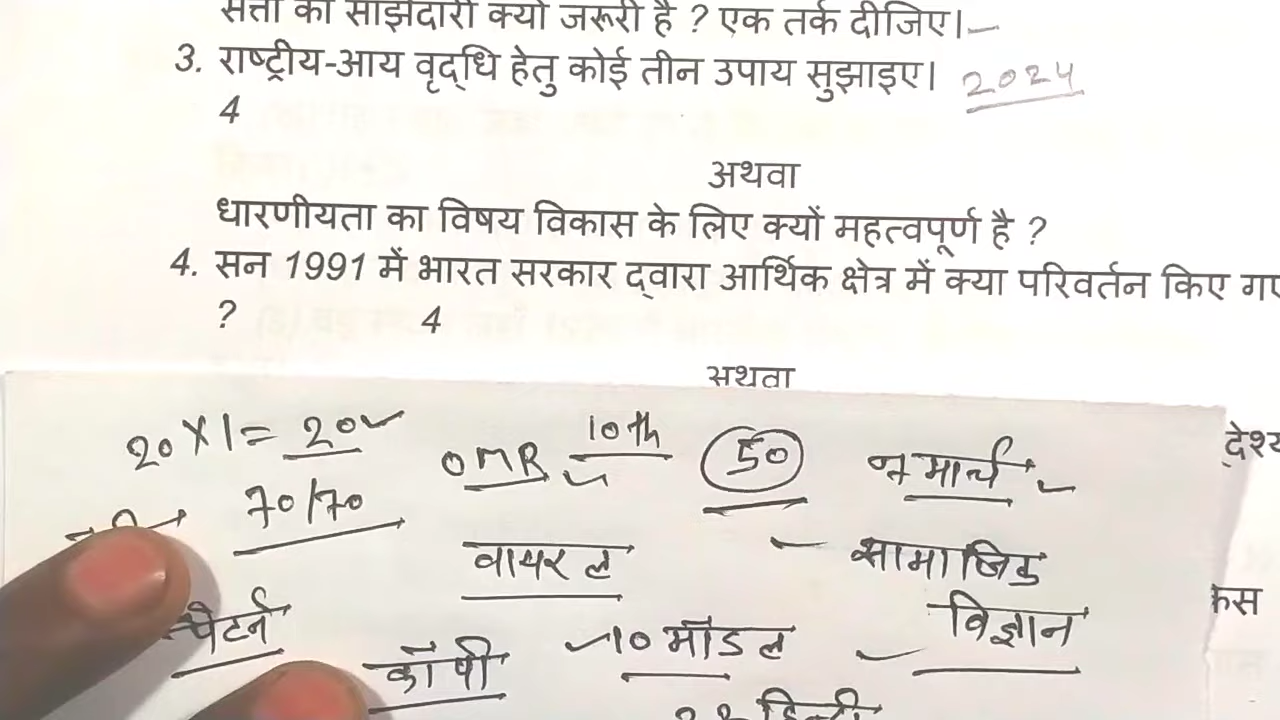 सत्ता की साझेदारी क्यों जरूरी है ? एक तर्क दीजिए।
3. राष्ट्रीय-आय वृद्धि हेतु कोई तीन उपाय सुझाइए। 2024
4
अथवा
धारणीयता का विषय विकास के लिए क्यों महत्वपूर्ण है ?
4. सन 1991 में भारत सरकार द्वारा आर्थिक क्षेत्र में क्या परिवर्तन किए गए
? 4
अथवा
20 X 1 = 20 OMR 10th 50 7 मार्च
70/70
वायरल सामाजिक
पैटर्न 10 मॉडल विज्ञान
कॉपी
हिन्दी